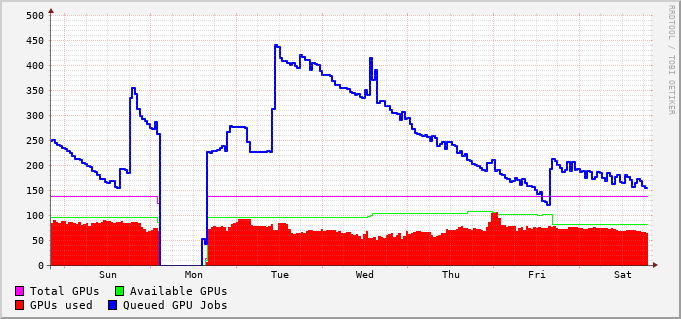 500
450
400
350
300
250
200
150
100
50
0
Sun Mon Tue Wed Thu Fri Sat
Total GPUs Available GPUs
GPUs used Queued GPU Jobs
RRDTOOL / TOBI OETIKER